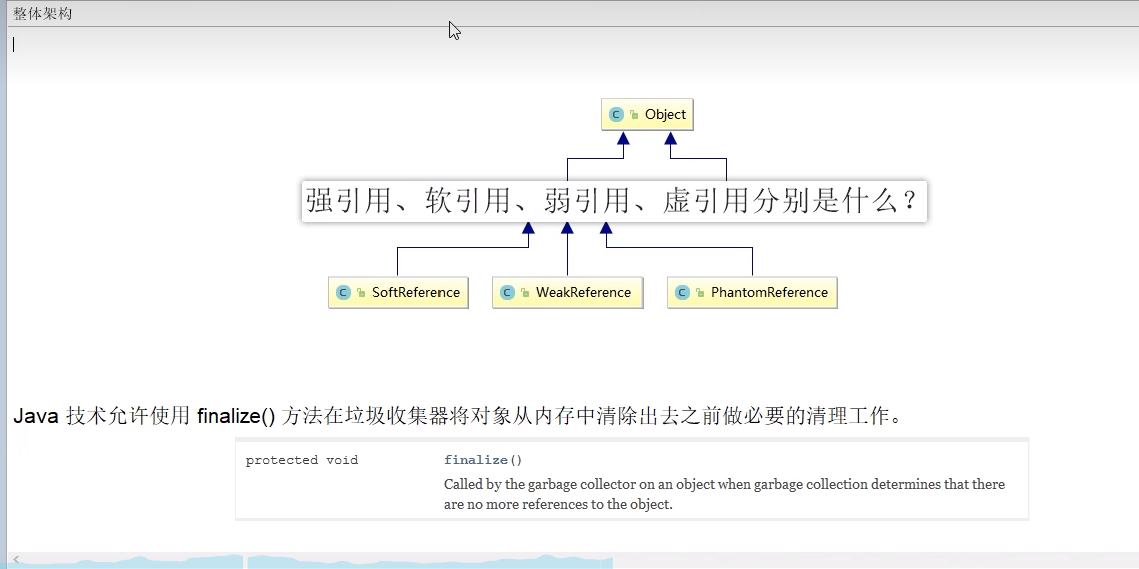 整体架构
C Object
强引用、软引用、弱引用、虚引用分别是什么？
C SoftReference C WeakReference C PhantomReference
Java 技术允许使用 finalize() 方法在垃圾收集器将对象从内存中清除出去之前做必要的清理工作。
protected void finalize()
Called by the garbage collector on an object when garbage collection determines that there
are no more references to the object.